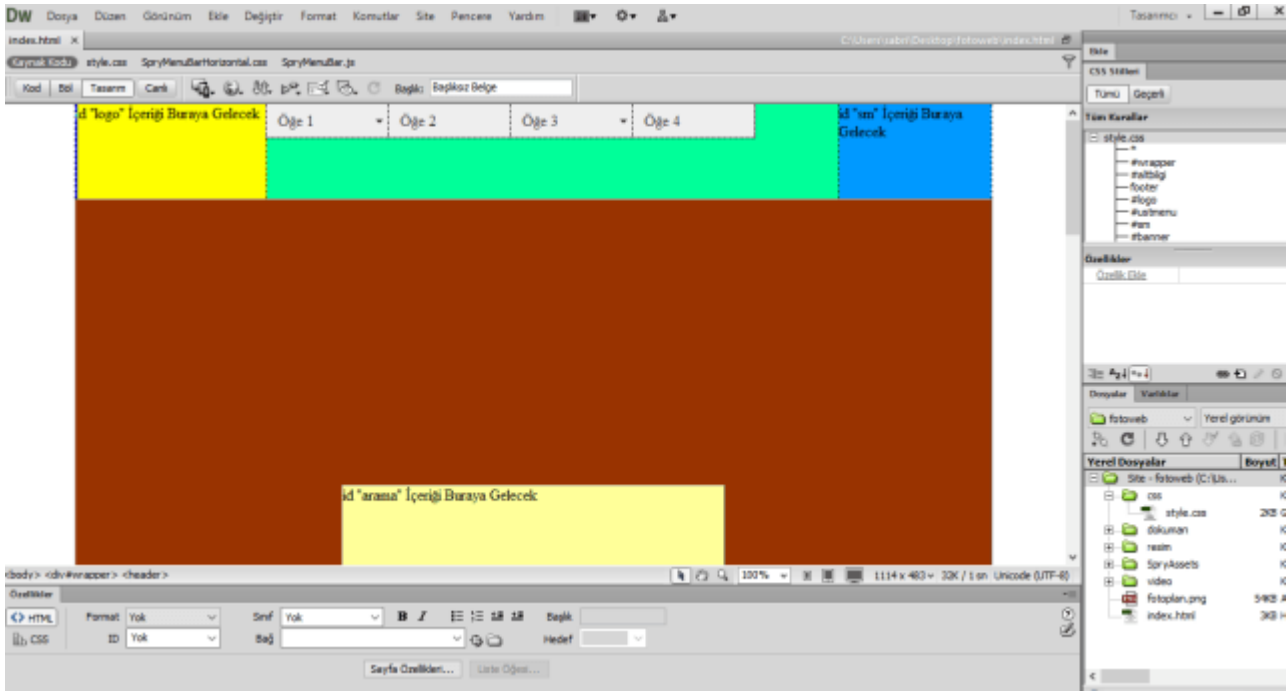 DW Dosya Düzen Görünüm Ekle Değiştir Format Komutlar Site Pencere Yardım Tasarımcı
index.html × C:\Users\sabri\Desktop\fotoweb\index.html
Kaynak Kodu style.css SpryMenuBarHorizontal.css SpryMenuBar.js
Kod Böl Tasarım Canlı Başlık: Başlıksız Belge
id "logo" İçeriği Buraya Gelecek
Öğe 1 Öğe 2 Öğe 3 Öğe 4
id "sm" İçeriği Buraya
Gelecek
id "arama" İçeriği Buraya Gelecek
<body> <div#wrapper> <header> 100% 1114 x 483 32K / 1 sn Unicode (UTF-8)
Özellikler
HTML Format Yok Sınıf Yok B I Başlık
CSS ID Yok Bağ Hedef
Sayfa Özellikleri... Liste Öğesi...
Ekle
CSS Stilleri
Tümü Geçerli
Tüm Kurallar
style.css
*
#wrapper
#altbilgi
footer
#logo
#ustmenu
#sm
#banner
Özellikler
Özellik Ekle
Dosyalar Varlıklar
fotoweb Yerel görünüm
Yerel Dosyalar Boyut
Site - fotoweb (C:\Us...
css
style.css 2KB
dokuman
resim
SpryAssets
video
fotoplan.png 54KB
index.html 3KB